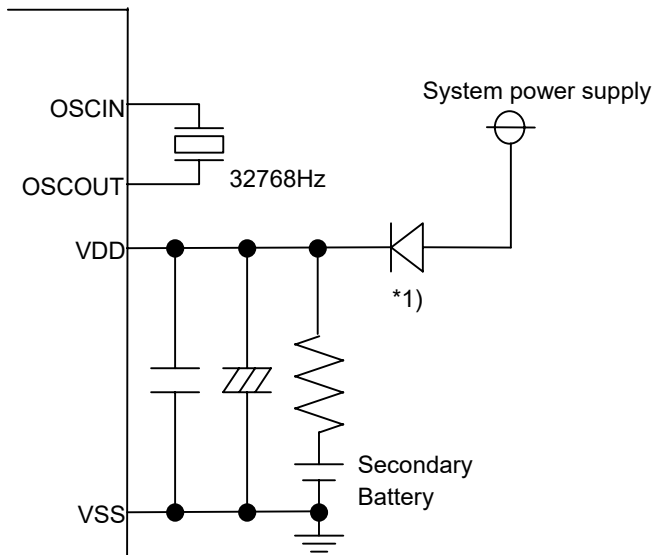 System power supply
OSCIN
OSCOUT
32768Hz
VDD
*1)
Secondary
Battery
VSS